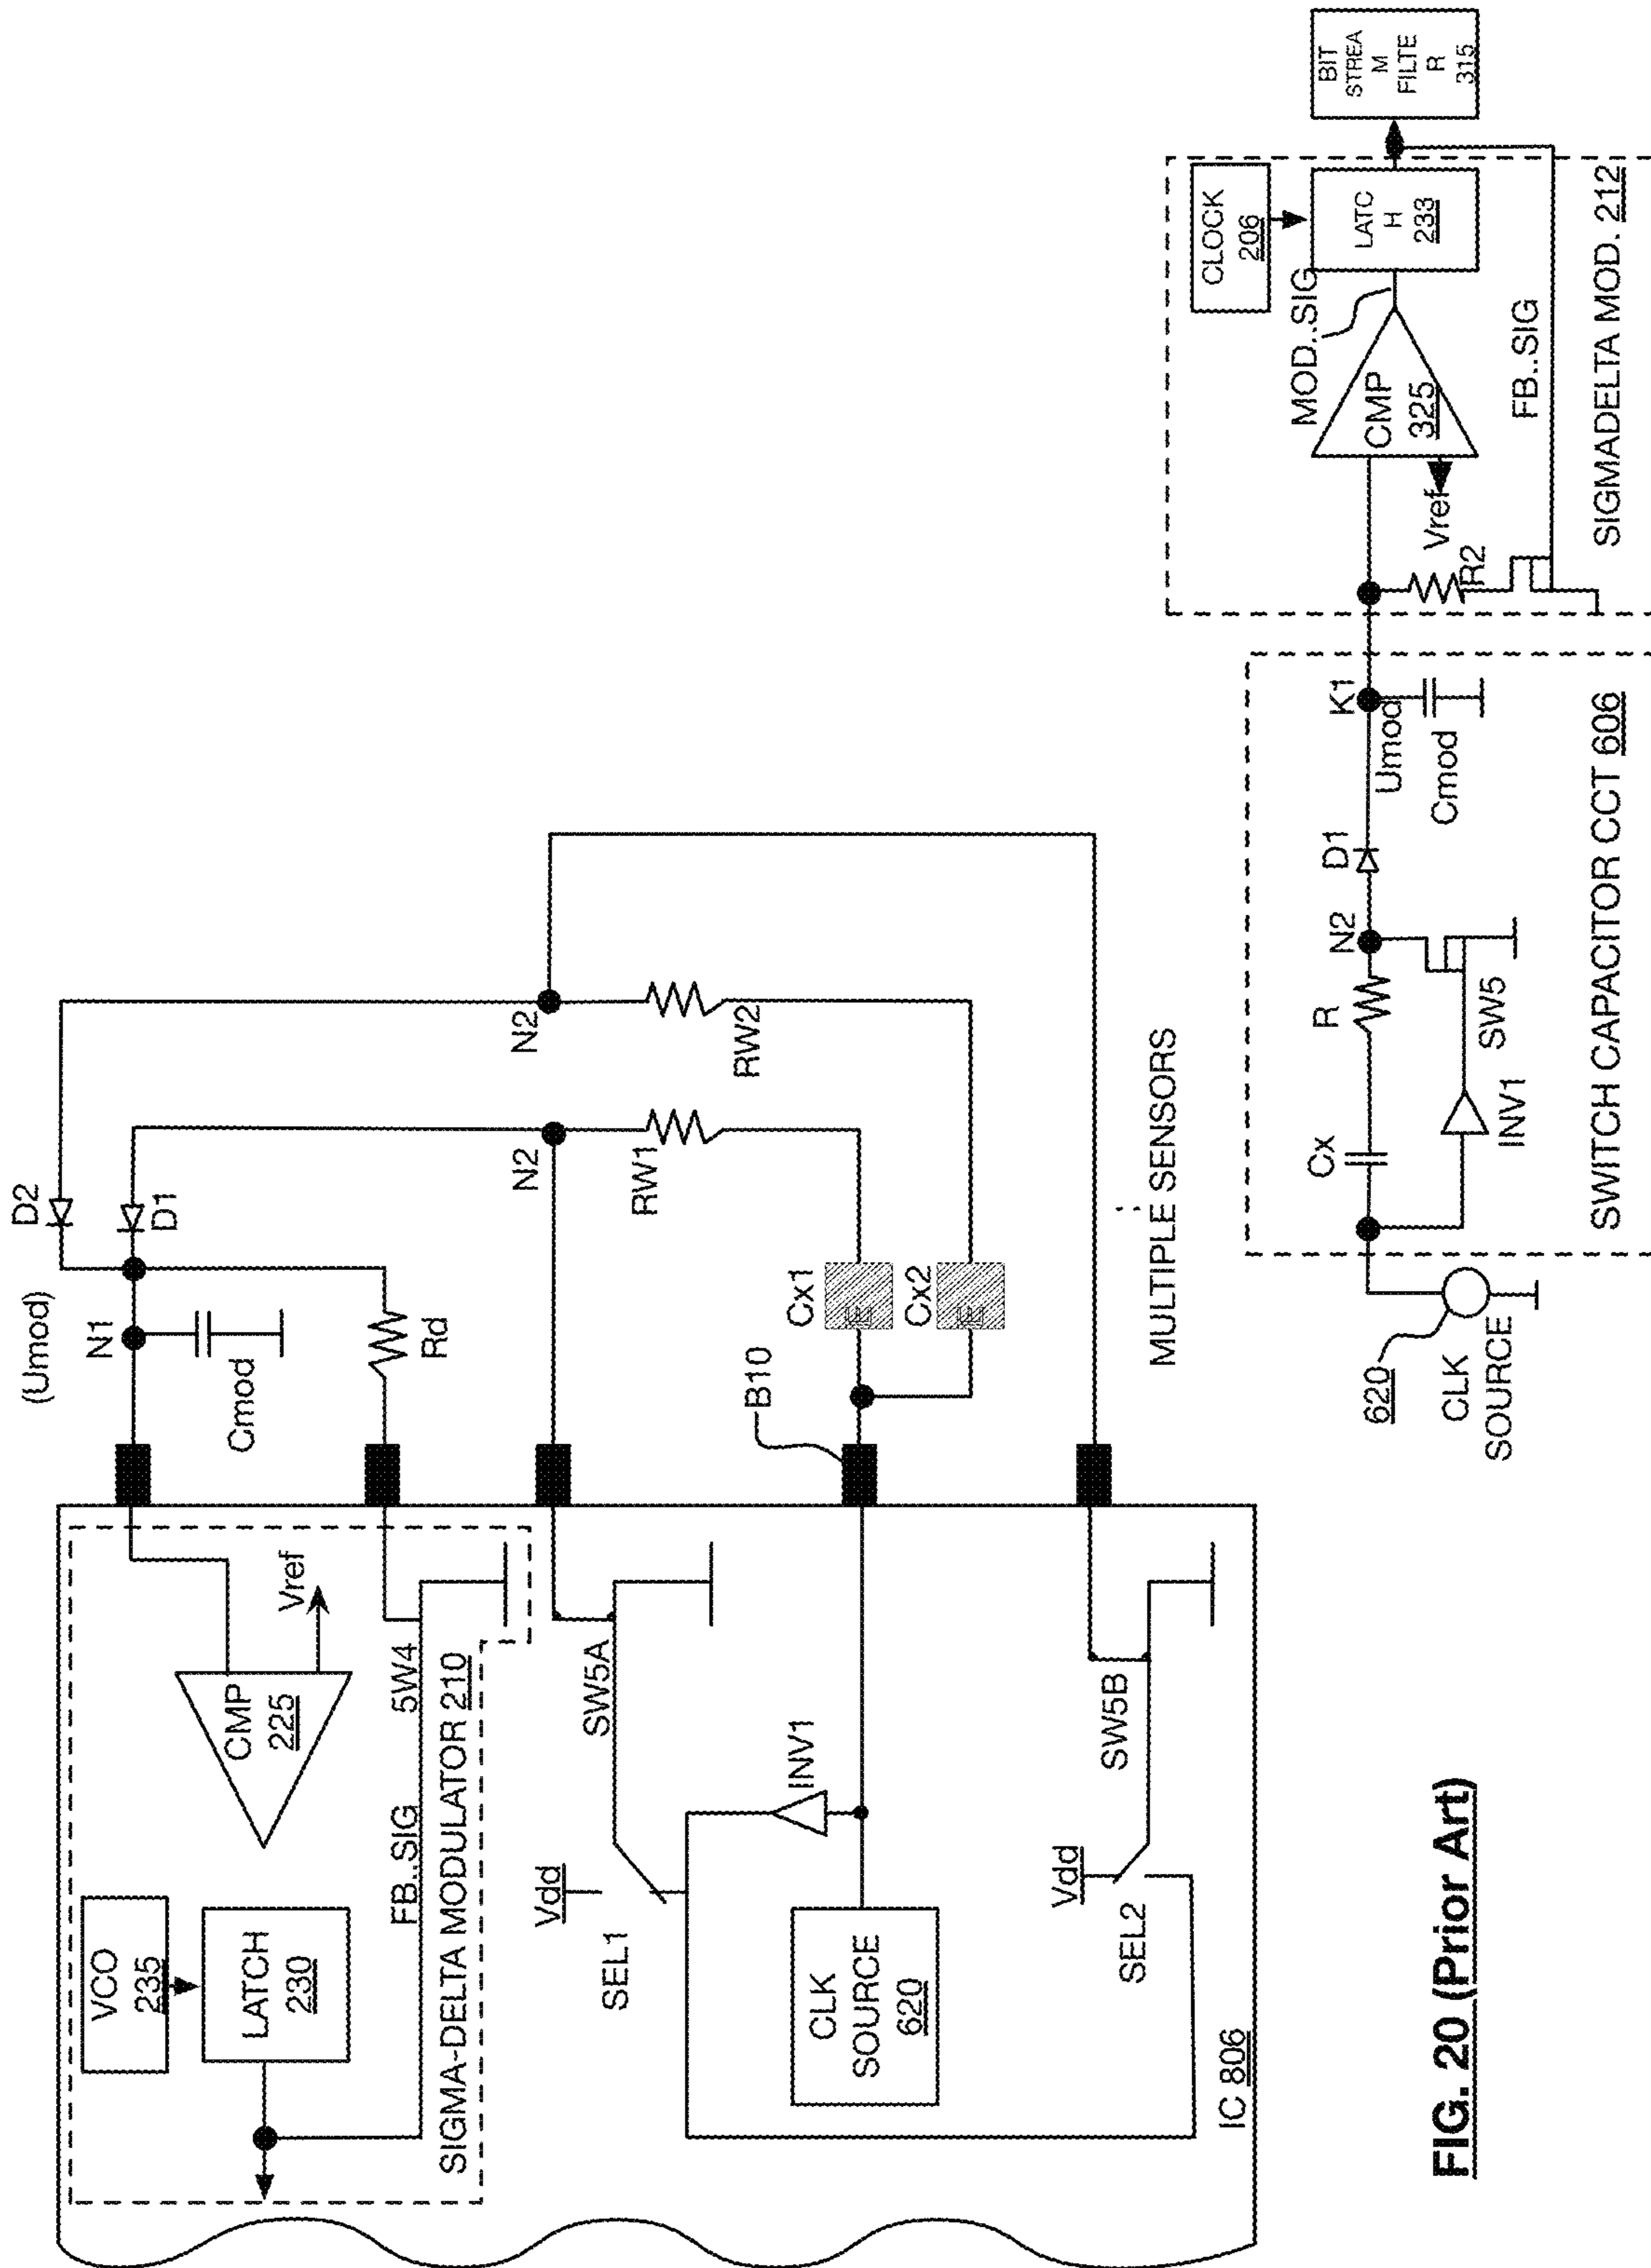 (Umod)
D2
N1
D1
Cmod
Rd
N2
N2
RW1
RW2
Cx1
Cx2
B10
MULTIPLE SENSORS
VCO
235
LATCH
230
CMP
225
Vref
FB..SIG
5W4
SIGMA-DELTA MODULATOR 210
Vdd
SEL1
SW5A
INV1
CLK
SOURCE
620
Vdd
SEL2
SW5B
IC 806
620
CLK
SOURCE
Cx
R
N2
D1
K1
Umod
Cmod
INV1
SW5
SWITCH CAPACITOR CCT 606
CLOCK
206
MOD..SIG
CMP
325
Vref
R2
LATC
H
233
FB..SIG
SIGMADELTA MOD. 212
BIT
STREA
M
FILTE
R
315
FIG. 20 (Prior Art)